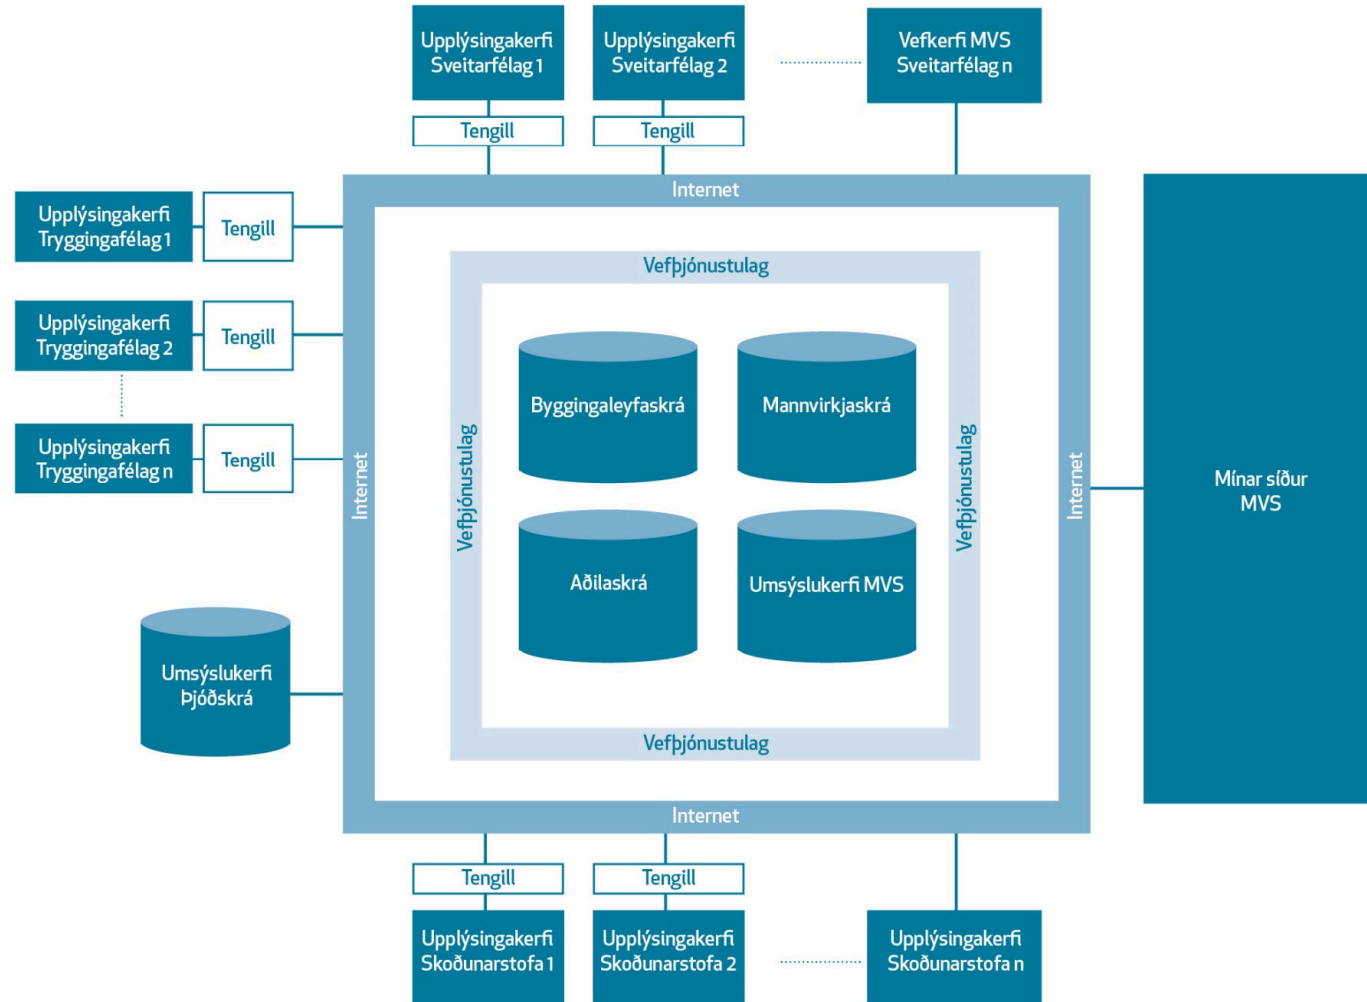 Upplýsingakerfi
Sveitarfélag 1
Upplýsingakerfi
Sveitarfélag 2
Vefkerfi MVS
Sveitarfélag n
Tengill
Tengill
Internet
Upplýsingakerfi
Tryggingafélag 1
Tengill
Upplýsingakerfi
Tryggingafélag 2
Tengill
Upplýsingakerfi
Tryggingafélag n
Tengill
Umsýslukerfi
Þjóðskrá
Internet
Vefþjónustulag
Vefþjónustulag
Byggingaleyfaskrá
Mannvirkjaskrá
Aðilaskrá
Umsýslukerfi MVS
Vefþjónustulag
Vefþjónustulag
Internet
Mínar síður
MVS
Internet
Tengill
Tengill
Upplýsingakerfi
Skoðunarstofa 1
Upplýsingakerfi
Skoðunarstofa 2
Upplýsingakerfi
Skoðunarstofa n